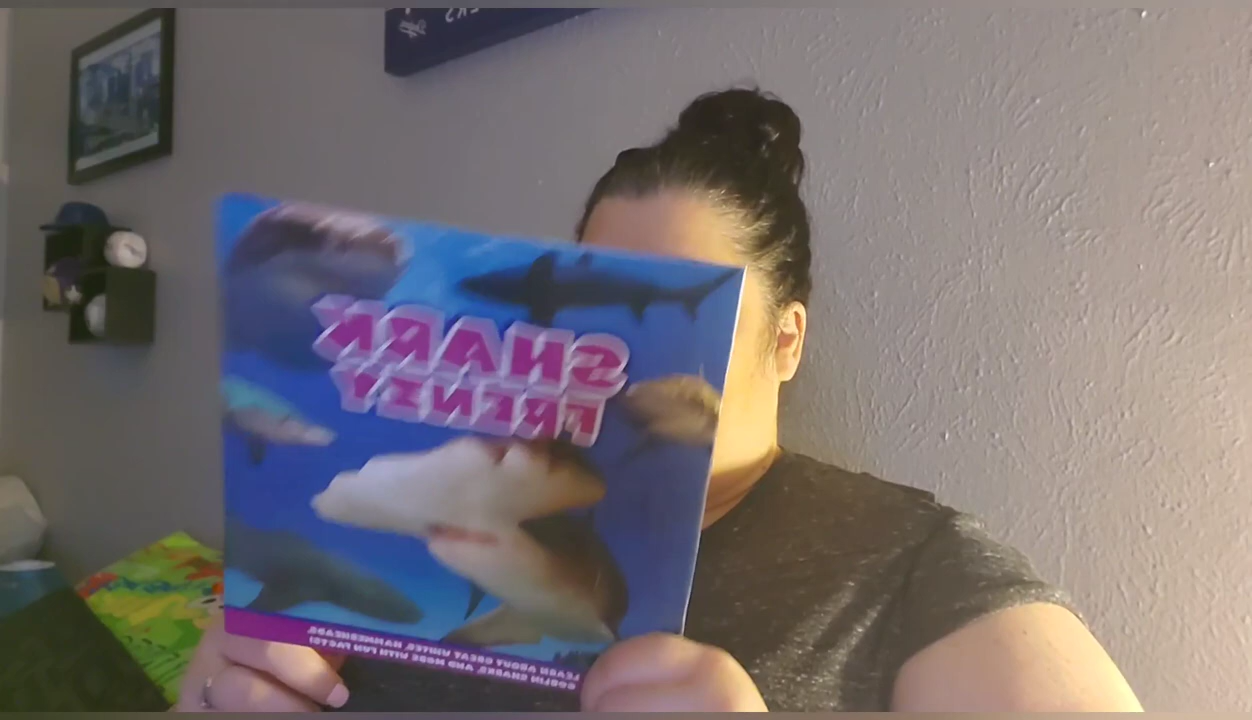 SHARK
FRENZY
LEARN ABOUT GREAT WHITES, HAMMERHEADS,
GOBLIN SHARKS, AND MORE WITH FUN FACTS!